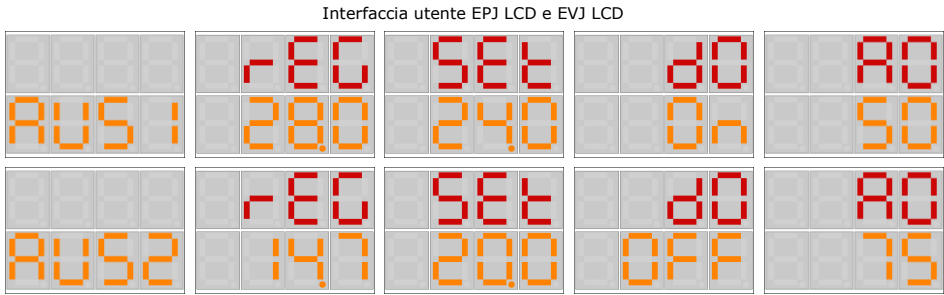 Interfaccia utente EPJ LCD e EVJ LCD
rEG SEt dO AO
AUS1 28.0 24.0 On 50
rEG SEt dO AO
AUS2 14.7 20.0 OFF 75